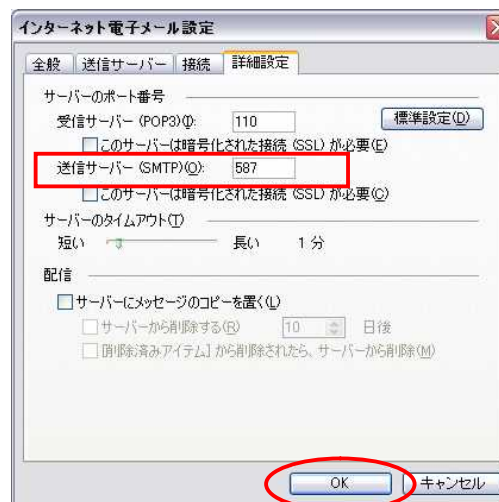 インターネット電子メール設定
全般 送信サーバー 接続 詳細設定
サーバーのポート番号
受信サーバー (POP3)(I): 110 標準設定(D)
このサーバーは暗号化された接続 (SSL) が必要(E)
送信サーバー (SMTP)(O): 587
このサーバーは暗号化された接続 (SSL) が必要(C)
サーバーのタイムアウト(T)
短い 長い 1 分
配信
サーバーにメッセージのコピーを置く(L)
サーバーから削除する(R) 10 日後
[削除済みアイテム] から削除されたら、サーバーから削除(M)
OK キャンセル